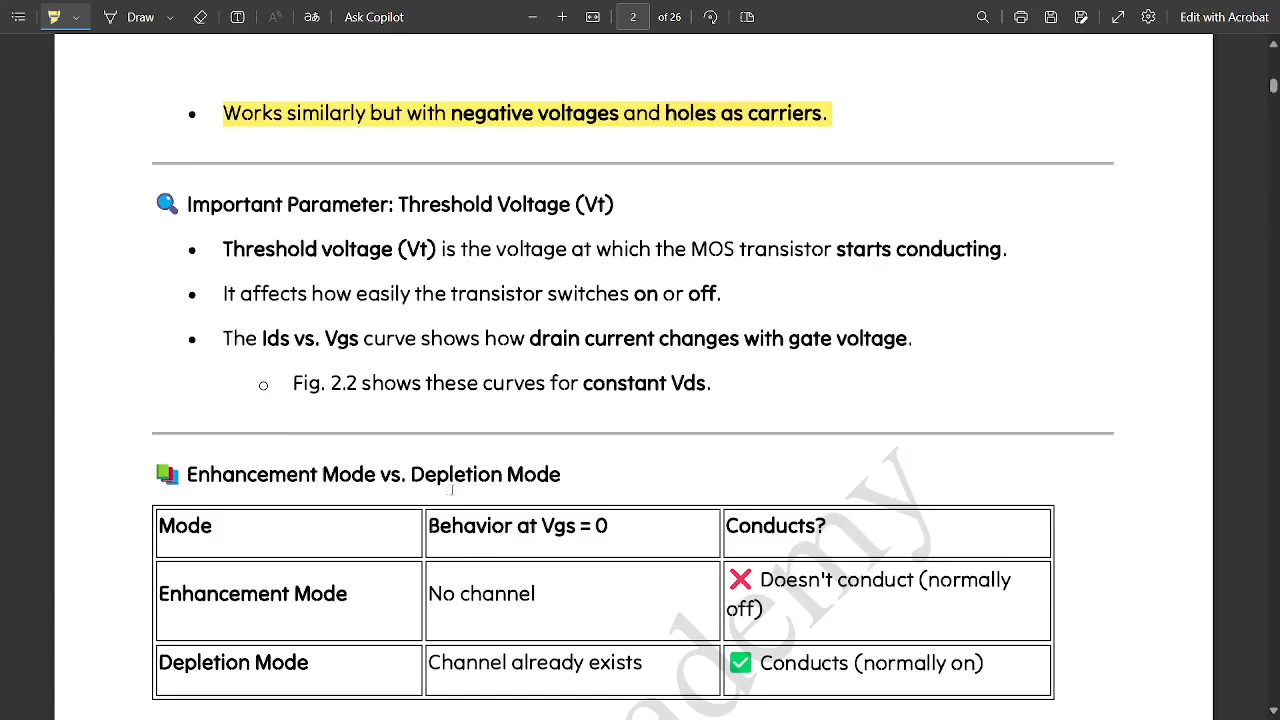 Draw
Ask Copilot
2
of 26
Edit with Acrobat
• Works similarly but with negative voltages and holes as carriers.
🔍 Important Parameter: Threshold Voltage (Vt)
• Threshold voltage (Vt) is the voltage at which the MOS transistor starts conducting.
• It affects how easily the transistor switches on or off.
• The Ids vs. Vgs curve shows how drain current changes with gate voltage.
o Fig. 2.2 shows these curves for constant Vds.
📚 Enhancement Mode vs. Depletion Mode
Mode Behavior at Vgs = 0 Conducts?
Enhancement Mode No channel ❌ Doesn't conduct (normally
off)
Depletion Mode Channel already exists ✅ Conducts (normally on)
ademy